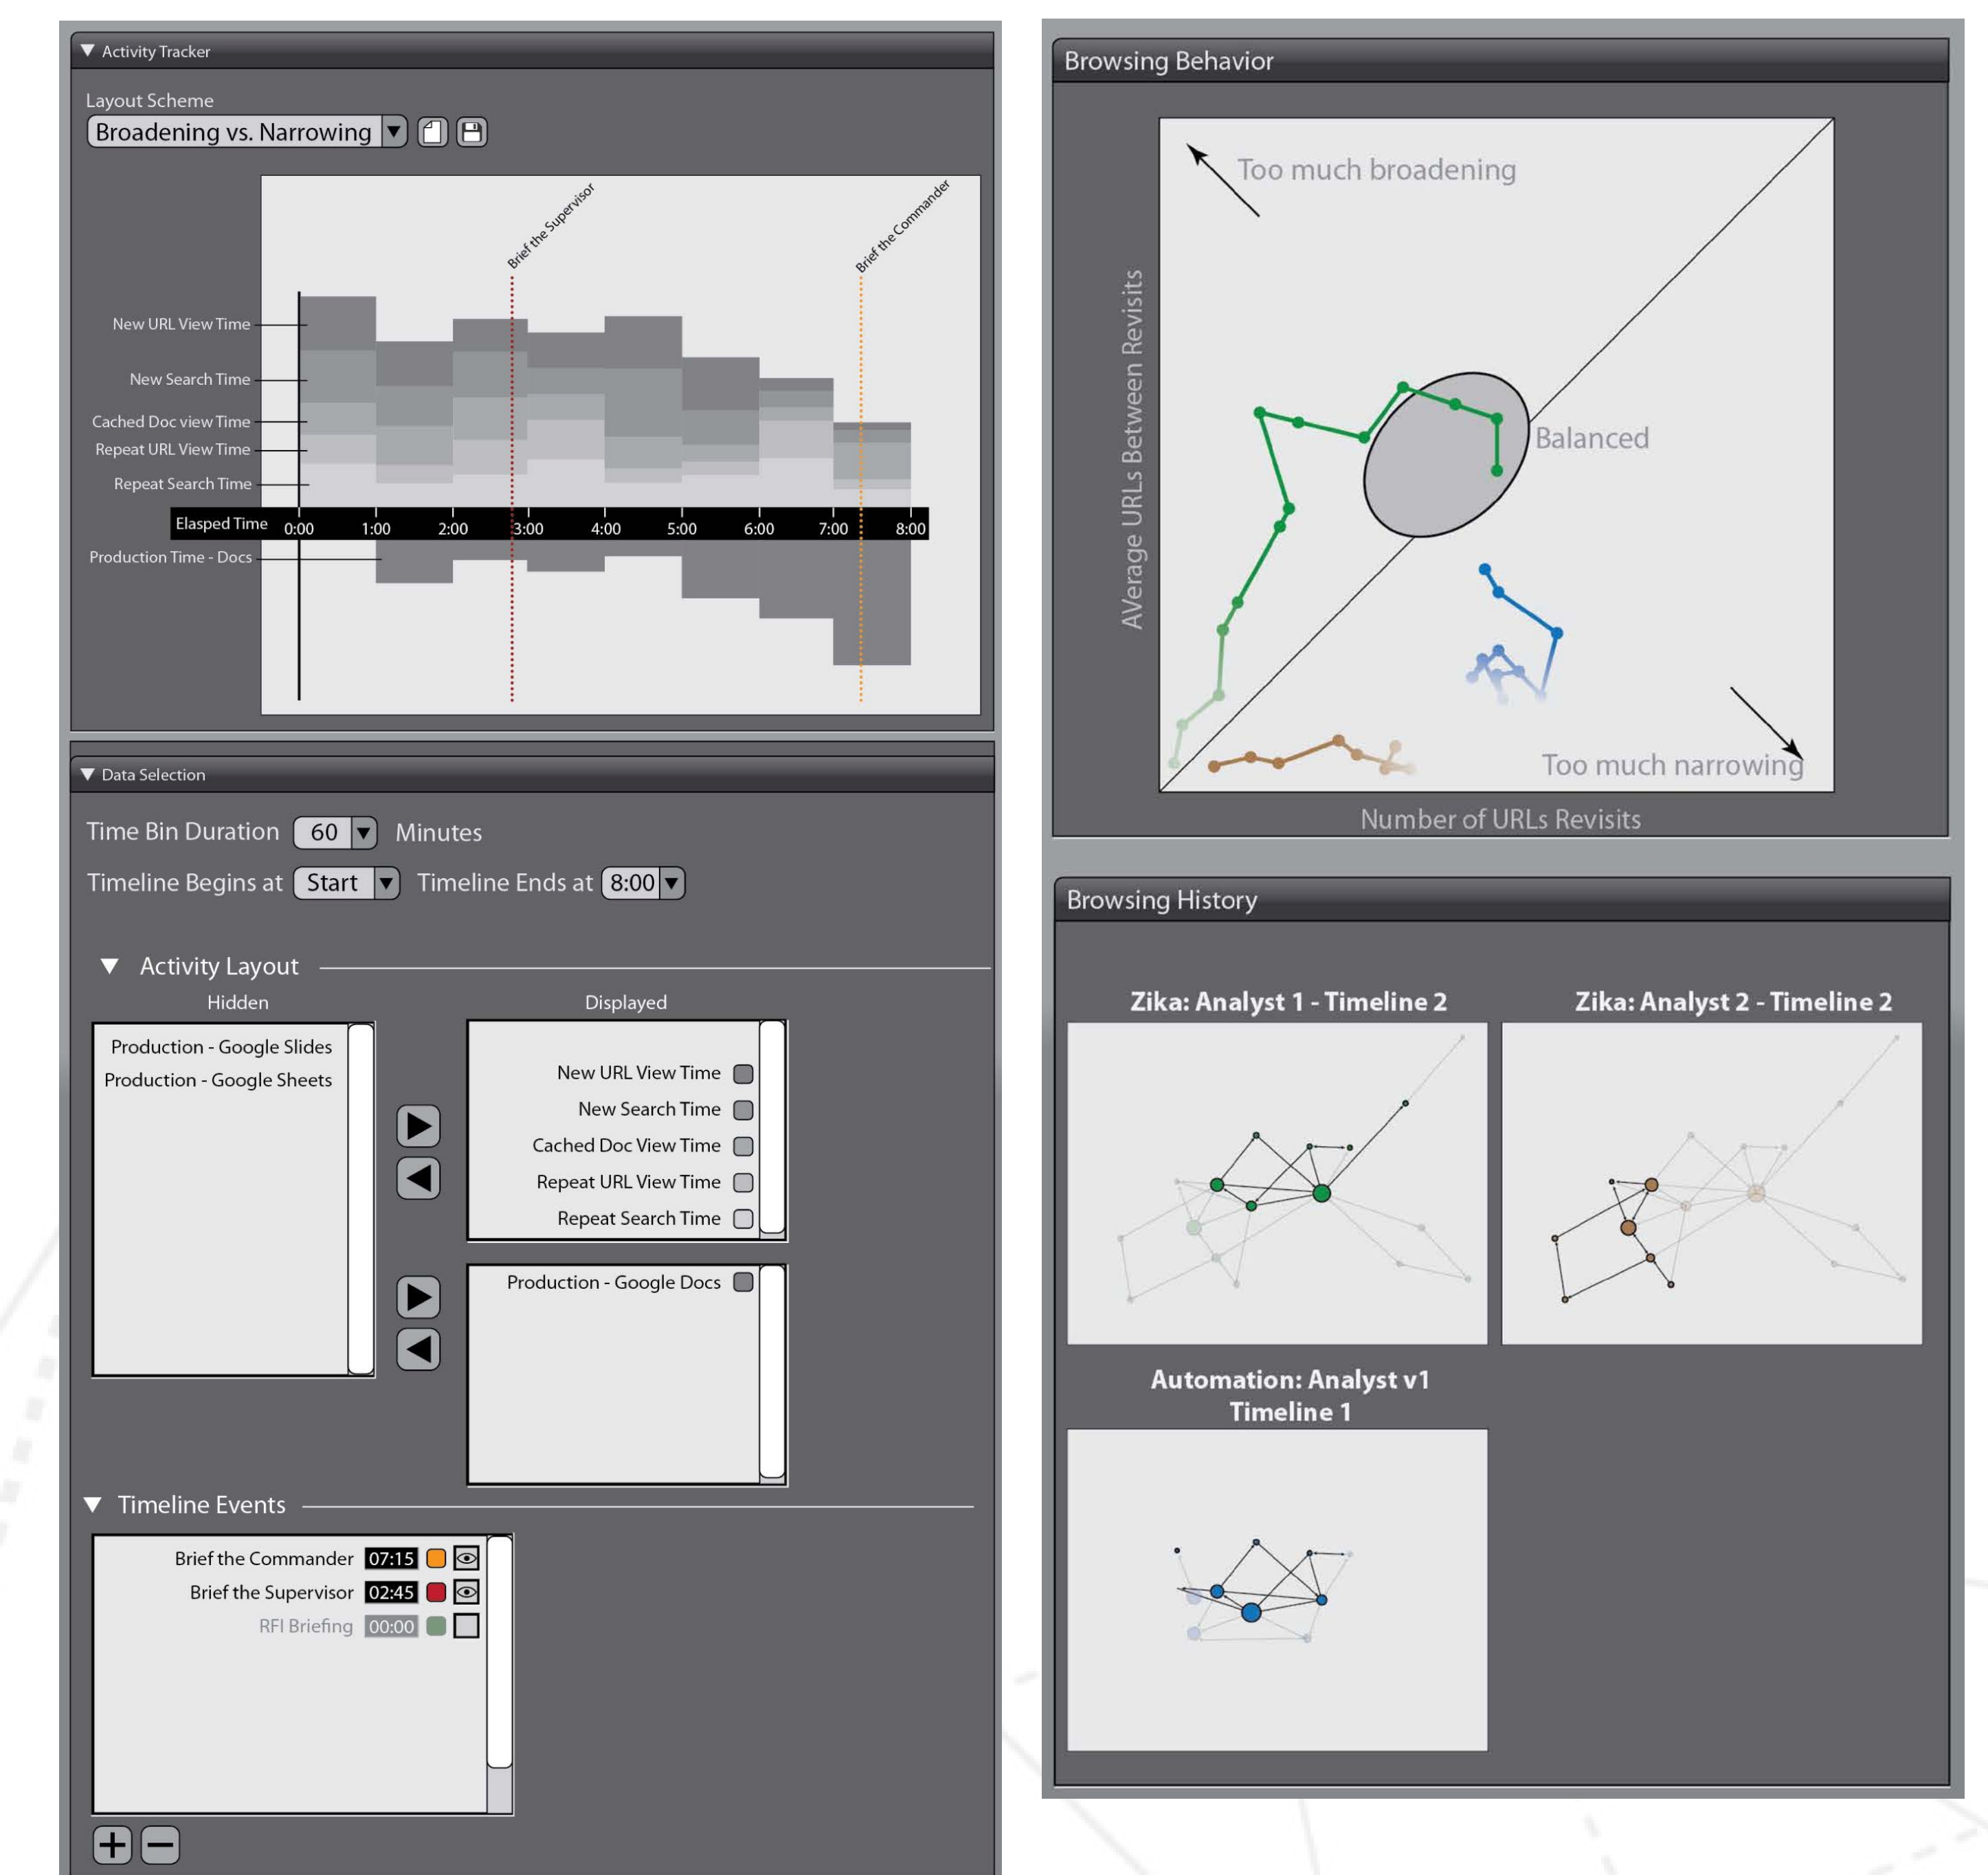 Activity Tracker
Layout Scheme
Broadening vs. Narrowing
Brief the Supervisor
Brief the Commander
New URL View Time
New Search Time
Cached Doc view Time
Repeat URL View Time
Repeat Search Time
Elasped Time 0:00 1:00 2:00 3:00 4:00 5:00 6:00 7:00 8:00
Production Time - Docs
Data Selection
Time Bin Duration 60 Minutes
Timeline Begins at Start Timeline Ends at 8:00
Activity Layout
Hidden
Production - Google Slides
Production - Google Sheets
Displayed
New URL View Time
New Search Time
Cached Doc View Time
Repeat URL View Time
Repeat Search Time
Production - Google Docs
Timeline Events
Brief the Commander 07:15
Brief the Supervisor 02:45
RFI Briefing 00:00
Browsing Behavior
Too much broadening
AVerage URLs Between Revisits
Balanced
Too much narrowing
Number of URLs Revisits
Browsing History
Zika: Analyst 1 - Timeline 2
Zika: Analyst 2 - Timeline 2
Automation: Analyst v1
Timeline 1